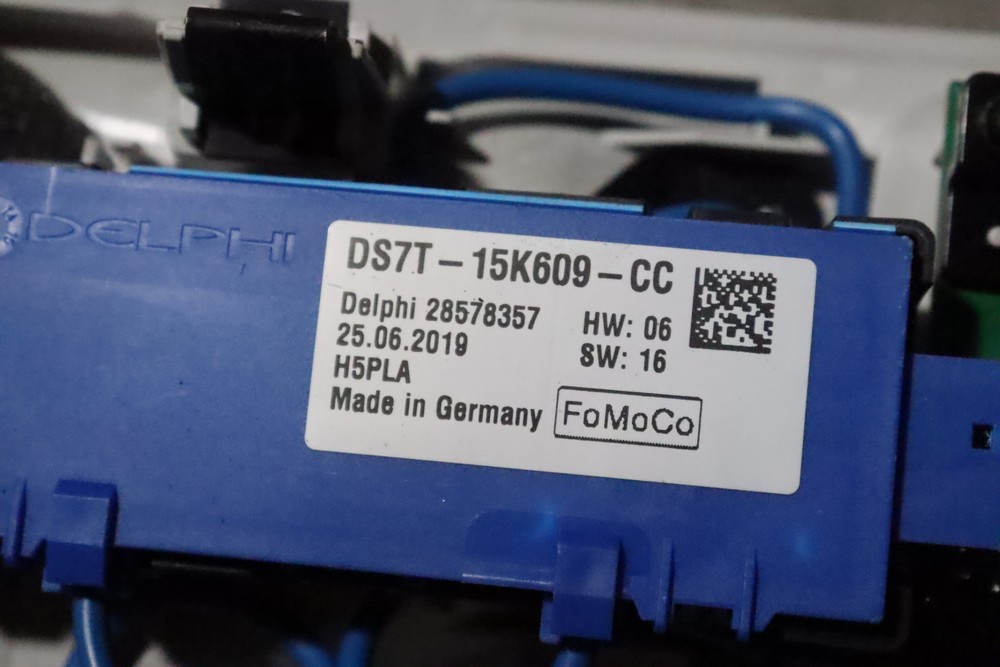 DELPHI
DS7T-15K609-CC
Delphi 28578357
HW: 06
25.06.2019
SW: 16
H5PLA
Made in Germany
FoMoCo